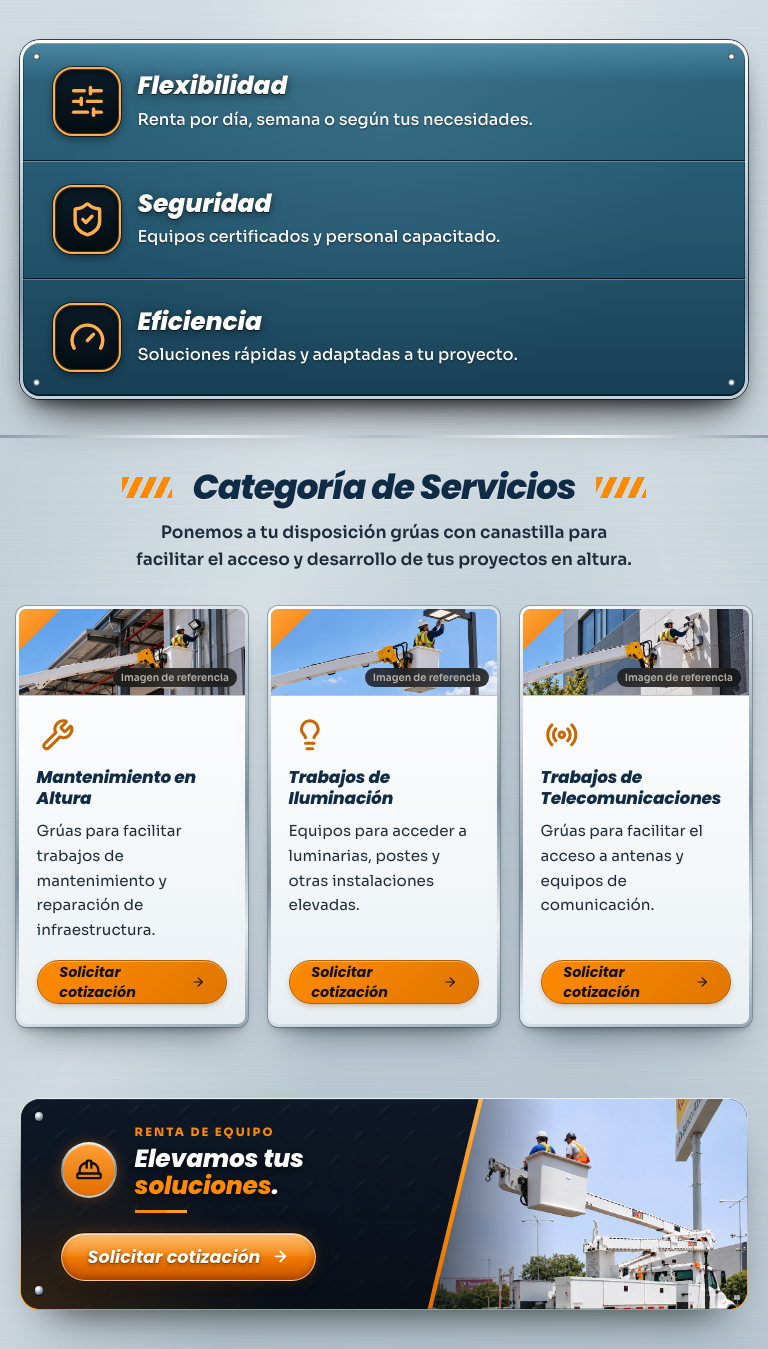 Flexibilidad
Renta por día, semana o según tus necesidades.
Seguridad
Equipos certificados y personal capacitado.
Eficiencia
Soluciones rápidas y adaptadas a tu proyecto.
Categoría de Servicios
Ponemos a tu disposición grúas con canastilla para
facilitar el acceso y desarrollo de tus proyectos en altura.
Imagen de referencia
Mantenimiento en
Altura
Grúas para facilitar
trabajos de
mantenimiento y
reparación de
infraestructura.
Solicitar
cotización
Imagen de referencia
Trabajos de
Iluminación
Equipos para acceder a
luminarias, postes y
otras instalaciones
elevadas.
Solicitar
cotización
Imagen de referencia
Trabajos de
Telecomunicaciones
Grúas para facilitar el
acceso a antenas y
equipos de
comunicación.
Solicitar
cotización
RENTA DE EQUIPO
Elevamos tus
soluciones.
Solicitar cotización